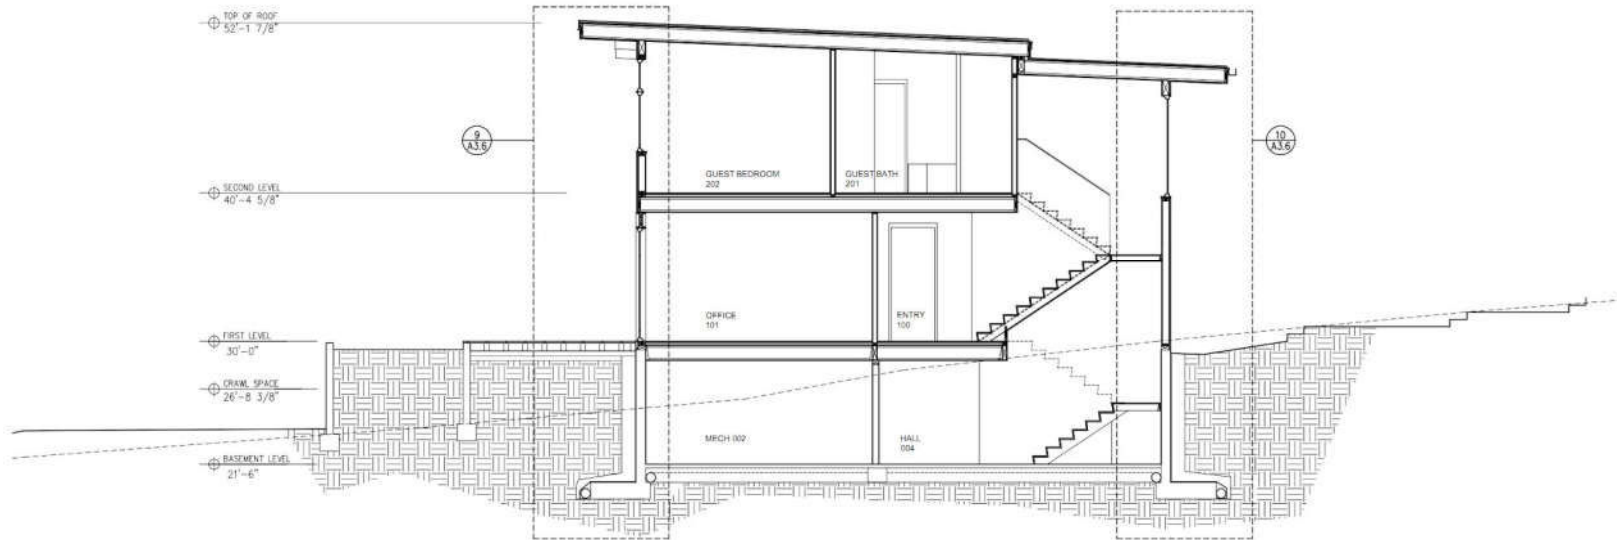 TOP OF ROOF
52'-1 7/8"
9
A3.6
10
A3.6
GUEST BEDROOM
202
GUEST BATH
201
SECOND LEVEL
40'-4 5/8"
OFFICE
101
ENTRY
100
FIRST LEVEL
30'-0"
CRAWL SPACE
26'-8 3/8"
MECH 002
HALL
004
BASEMENT LEVEL
21'-6"